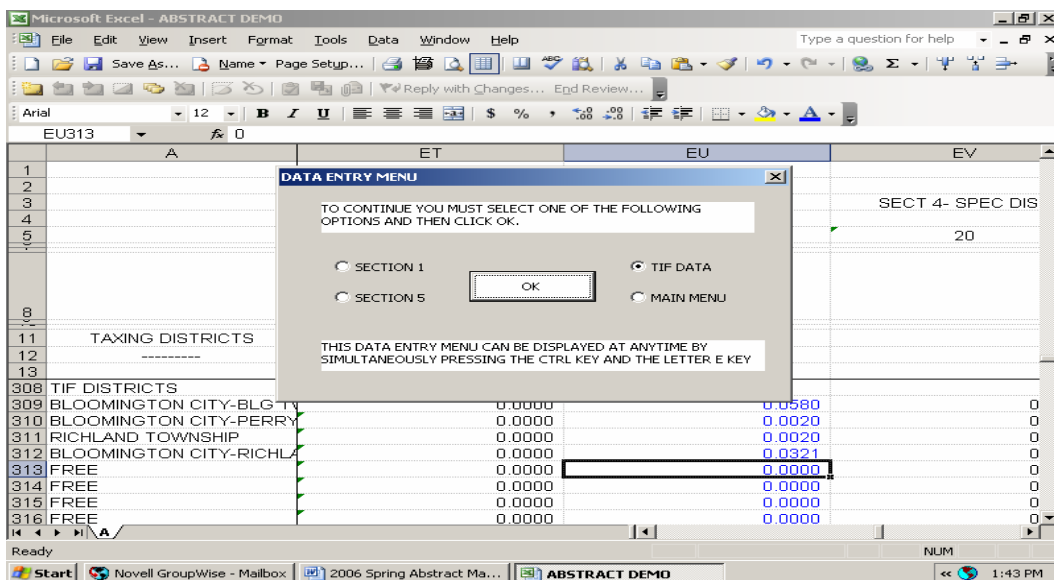 Microsoft Excel - ABSTRACT DEMO
File Edit View Insert Format Tools Data Window Help Type a question for help
Save As... Name Page Setup... ABC Σ
Reply with Changes... End Review...
Arial 12 B I U $ % , A
EU313 fx 0
A ET EU EV
1
2
3 SECT 4- SPEC DIS
4
5 20
8
11 TAXING DISTRICTS
12 ---------
13
DATA ENTRY MENU
TO CONTINUE YOU MUST SELECT ONE OF THE FOLLOWING
OPTIONS AND THEN CLICK OK.
SECTION 1 TIF DATA
OK
SECTION 5 MAIN MENU
THIS DATA ENTRY MENU CAN BE DISPLAYED AT ANYTIME BY
SIMULTANEOUSLY PRESSING THE CTRL KEY AND THE LETTER E KEY
308 TIF DISTRICTS
309 BLOOMINGTON CITY-BLG 0.0000 0.0580 0
310 BLOOMINGTON CITY-PERRY 0.0000 0.0020 0
311 RICHLAND TOWNSHIP 0.0000 0.0020 0
312 BLOOMINGTON CITY-RICHLA 0.0000 0.0321 0
313 FREE 0.0000 0.0000 0
314 FREE 0.0000 0.0000 0
315 FREE 0.0000 0.0000 0
316 FREE 0.0000 0.0000 0
A
Ready NUM
Start Novell GroupWise - Mailbox 2006 Spring Abstract Ma... ABSTRACT DEMO « 1:43 PM